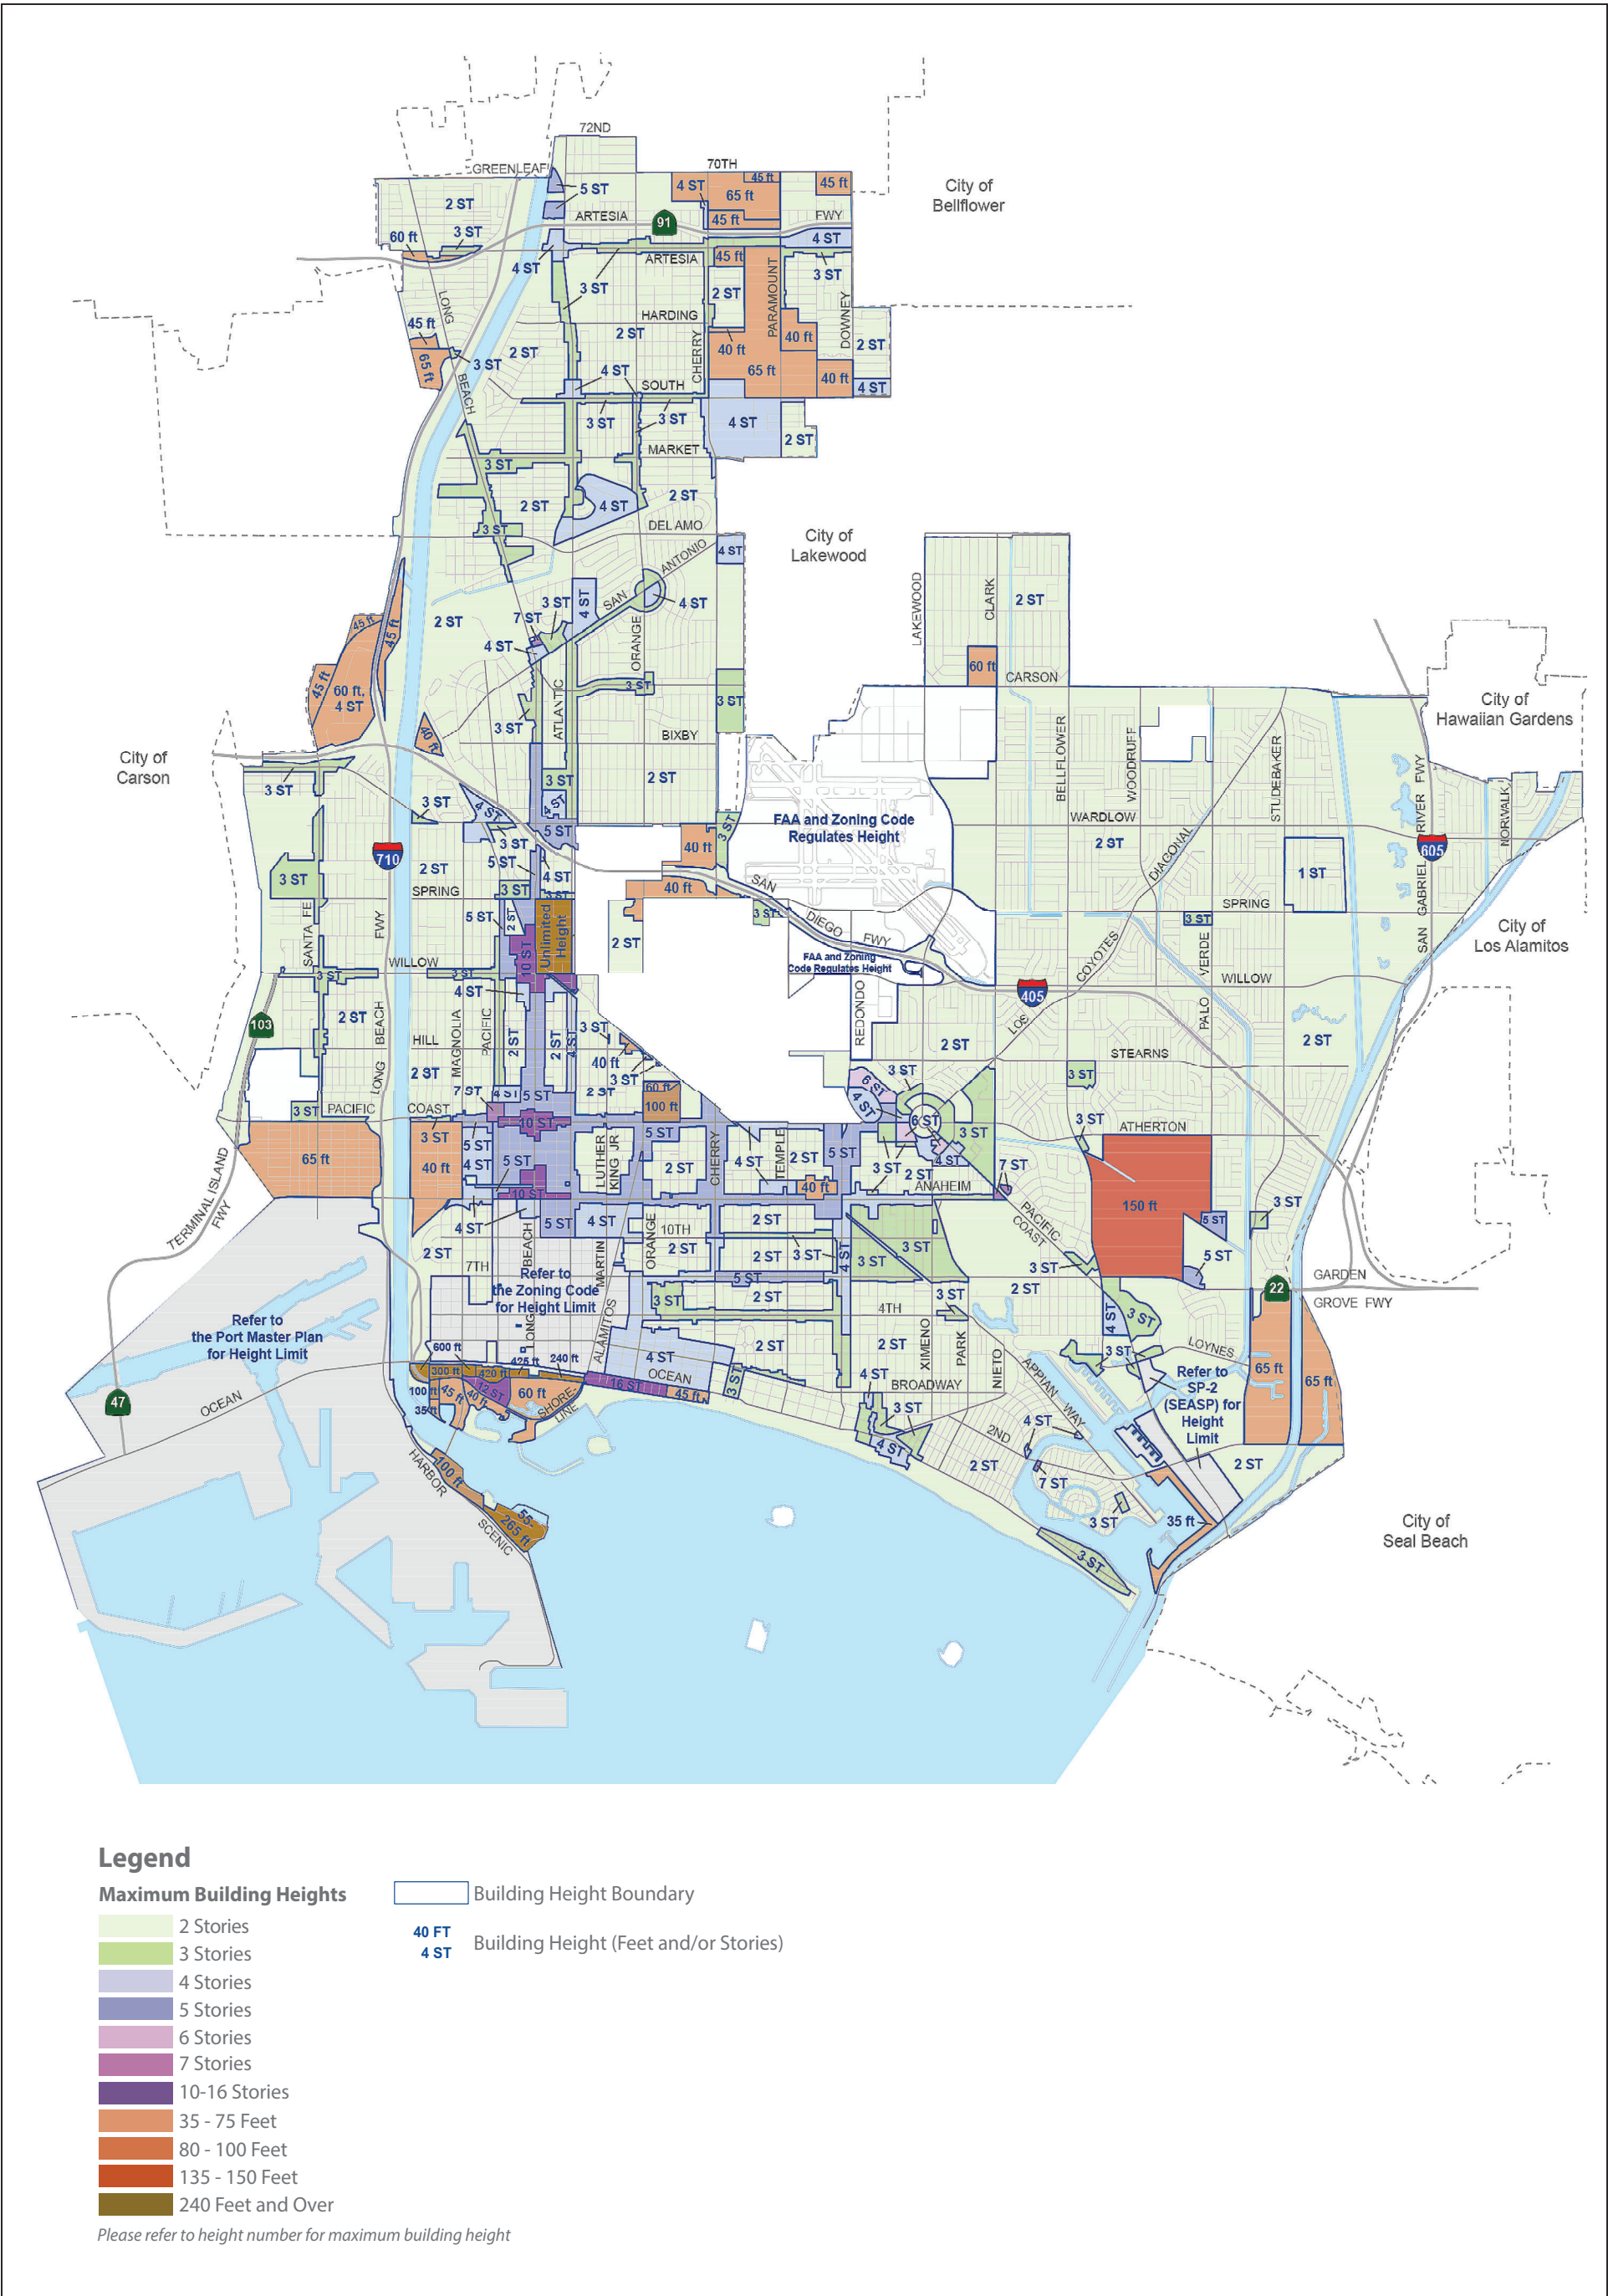 72ND
GREENLEAF
70TH
5 ST
4 ST
45 ft
65 ft
45 ft
City of
Bellflower
2 ST
ARTESIA
91
45 ft
FWY
60 ft
3 ST
4 ST
4 ST
ARTESIA
45 ft
3 ST
3 ST
2 ST
PARAMOUNT
DOWNEY
LONG
BEACH
HARDING
45 ft
2 ST
2 ST
CHERRY
40 ft
40 ft
2 ST
65 ft
3 ST
4 ST
SOUTH
65 ft
40 ft
4 ST
3 ST
3 ST
4 ST
2 ST
MARKET
3 ST
2 ST
4 ST
2 ST
3 ST
DEL AMO
City of
Lakewood
SAN
ANTONIO
4 ST
LAKEWOOD
CLARK
2 ST
3 ST
4 ST
4 ST
7 ST
2 ST
45 ft
45 ft
4 ST
ORANGE
60 ft
CARSON
45 ft
60 ft,
4 ST
3 ST
3 ST
ATLANTIC
City of
Hawaiian Gardens
3 ST
40 ft
BIXBY
BELLFLOWER
WOODRUFF
STUDEBAKER
City of
Carson
3 ST
3 ST
2 ST
3 ST
4 ST
4 ST
FAA and Zoning Code
Regulates Height
WARDLOW
SAN GABRIEL RIVER FWY
NORWALK
5 ST
3 ST
3 ST
40 ft
2 ST
DIAGONAL
605
710
5 ST
4 ST
2 ST
3 ST
SPRING
3 ST
3 ST
40 ft
SAN
DIEGO
FWY
1 ST
SPRING
SANTA FE
FWY
5 ST
2 ST
10 ST
Unlimited
Height
2 ST
3 ST
FAA and Zoning
Code Regulates Height
3 ST
COYOTES
PALO VERDE
City of
Los Alamitos
WILLOW
3 ST
3 ST
4 ST
WILLOW
405
LOS
103
2 ST
LONG BEACH
HILL
MAGNOLIA
PACIFIC
2 ST
2 ST
4 ST
3 ST
40 ft
3 ST
REDONDO
2 ST
STEARNS
2 ST
2 ST
7 ST
4 ST
5 ST
2 ST
60 ft
100 ft
6 ST
4 ST
3 ST
3 ST
3 ST
PACIFIC
COAST
10 ST
6 ST
3 ST
ATHERTON
65 ft
3 ST
40 ft
5 ST
4 ST
5 ST
LUTHER
KING JR
5 ST
2 ST
CHERRY
4 ST
TEMPLE
2 ST
5 ST
3 ST
3 ST
2 ST
4 ST
7 ST
10 ST
40 ft
ANAHEIM
TERMINAL ISLAND
FWY
150 ft
3 ST
PACIFIC
COAST
4 ST
5 ST
4 ST
ORANGE
10TH
2 ST
2 ST
2 ST
3 ST
4 ST
3 ST
3 ST
5 ST
5 ST
2 ST
7TH
BEACH
MARTIN
5 ST
3 ST
Refer to
the Zoning Code
for Height Limit
3 ST
2 ST
4TH
3 ST
2 ST
22
GARDEN
GROVE FWY
Refer to
the Port Master Plan
for Height Limit
LONG
ALAMITOS
4 ST
2 ST
2 ST
XIMENO
PARK
NIETO
4 ST
3 ST
LOYNES
600 ft
425 ft
240 ft
OCEAN
3 ST
BROADWAY
APPIAN
WAY
3 ST
Refer to
SP-2
(SEASP) for
Height
Limit
65 ft
65 ft
300 ft
420 ft
47
OCEAN
100 ft
45 ft
40 ft
12 ST
60 ft
16 ST
45 ft
35 ft
SHORE-
LINE
4 ST
3 ST
4 ST
2ND
4 ST
2 ST
2 ST
7 ST
HARBOR
SCENIC
100 ft
55-
265 ft
3 ST
35 ft
3 ST
City of
Seal Beach
Legend
Maximum Building Heights
2 Stories
3 Stories
4 Stories
5 Stories
6 Stories
7 Stories
10-16 Stories
35 - 75 Feet
80 - 100 Feet
135 - 150 Feet
240 Feet and Over
Building Height Boundary
40 FT
4 ST
Building Height (Feet and/or Stories)
Please refer to height number for maximum building height